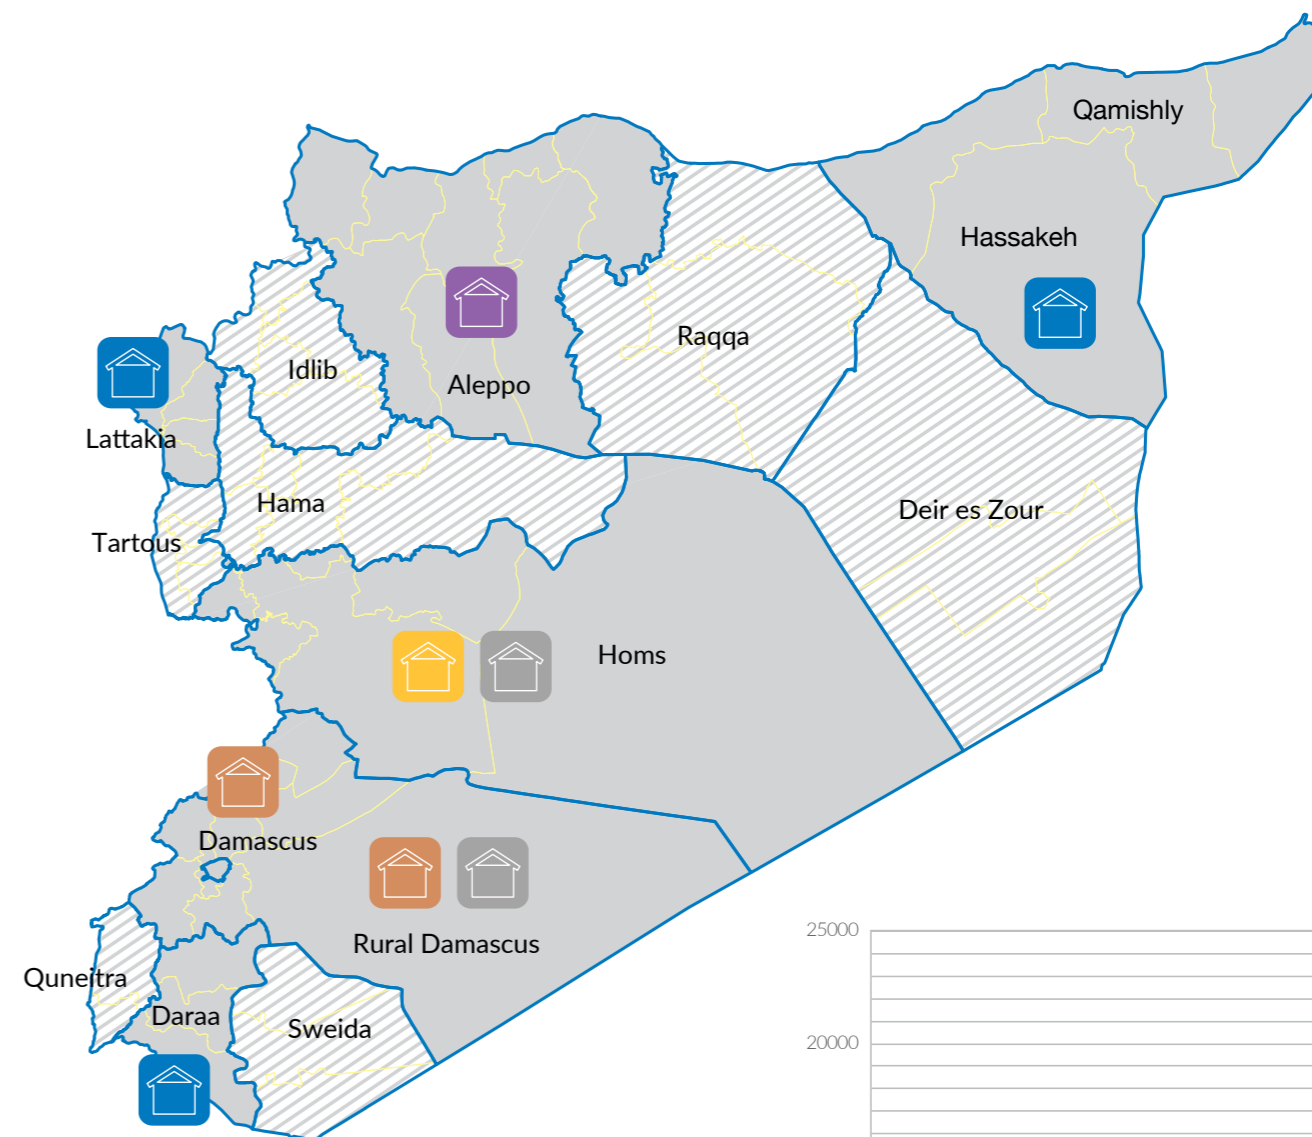 Qamishly
Hassakeh
Raqqa
Idlib
Aleppo
Lattakia
Hama
Deir es Zour
Tartous
Homs
Damascus
Rural Damascus
Quneitra
Daraa
Sweida
25000
20000